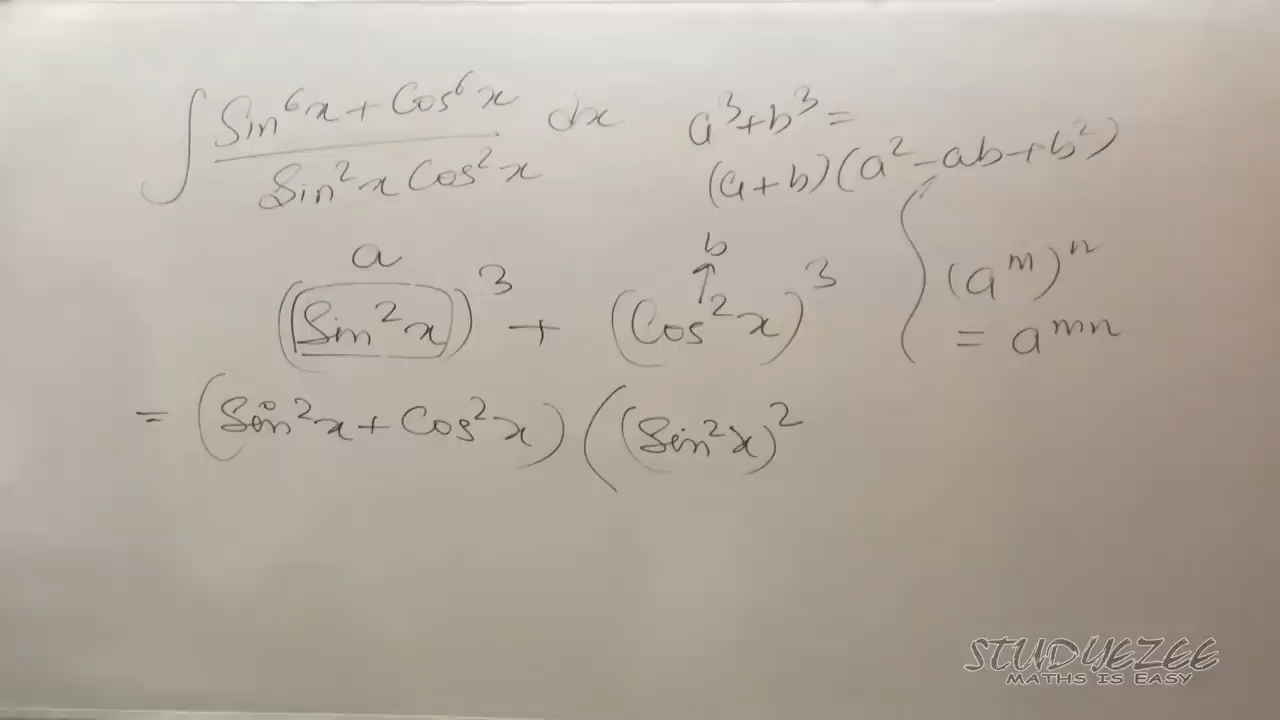 ∫ Sin⁶x + Cos⁶x / Sin²x Cos²x dx
a³+b³ =
(a+b)(a²-ab+b²)
a
b
(Sin²x)³ + (Cos²x)³
(aᵐ)ⁿ
= aᵐⁿ
= (Sin²x + Cos²x) ((Sin²x)²
STUDYEZEE
MATHS IS EASY